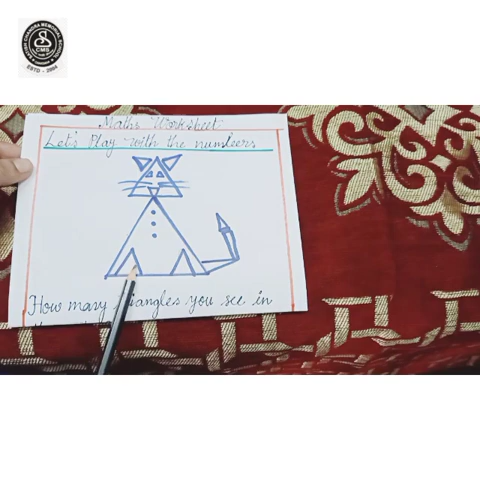 CMS
ESTD - 2004
Maths Worksheet
Let's Play with the numbers
How many triangles you see in